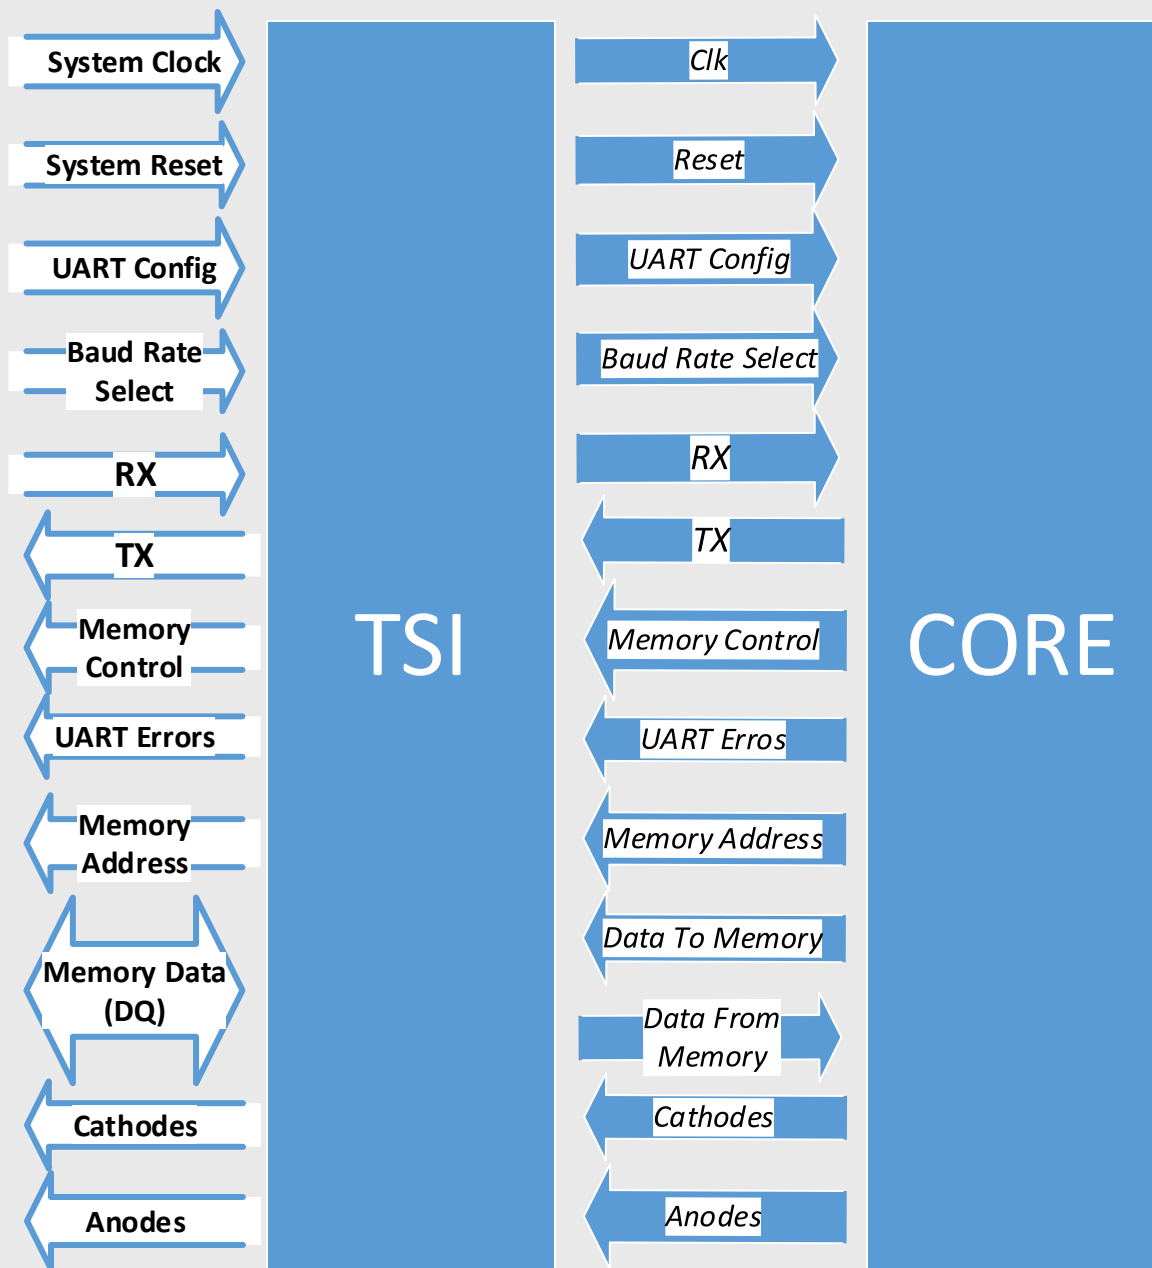 System Clock
System Reset
UART Config
Baud Rate
Select
RX
TX
Memory
Control
UART Errors
Memory
Address
Memory Data
(DQ)
Cathodes
Anodes
TSI
Clk
Reset
UART Config
Baud Rate Select
RX
TX
Memory Control
UART Erros
Memory Address
Data To Memory
Data From
Memory
Cathodes
Anodes
CORE